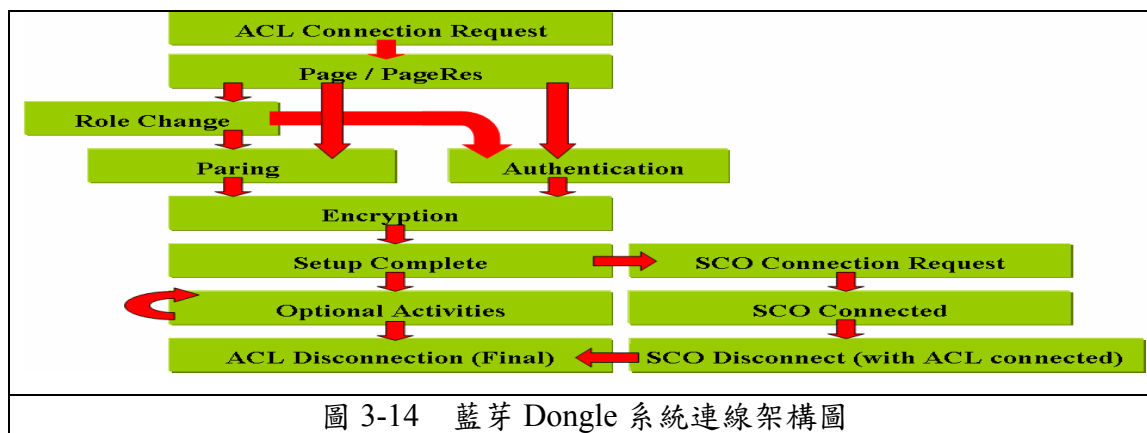 ACL Connection Request
Page / PageRes
Role Change
Paring
Authentication
Encryption
Setup Complete
SCO Connection Request
Optional Activities
SCO Connected
ACL Disconnection (Final)
SCO Disconnect (with ACL connected)
圖 3-14 藍芽 Dongle 系統連線架構圖